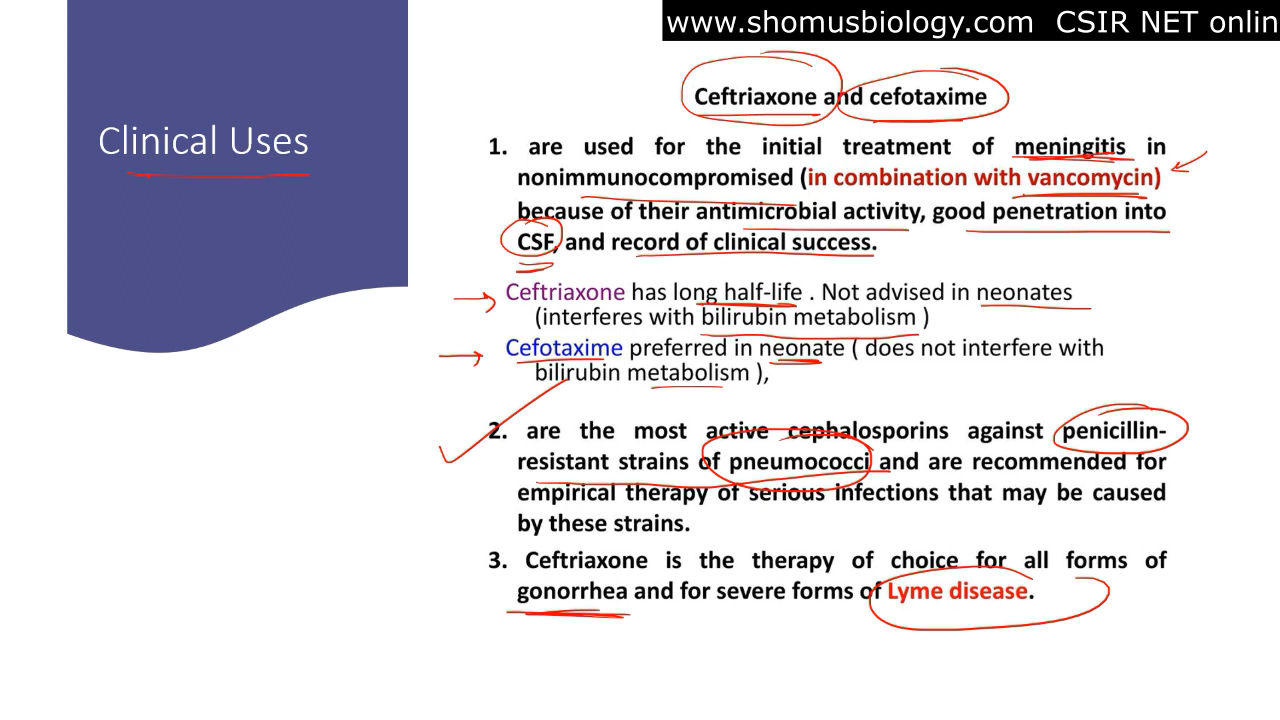 www.shomusbiology.com CSIR NET onlin
Clinical Uses
Ceftriaxone and cefotaxime
1. are used for the initial treatment of meningitis in
nonimmunocompromised (in combination with vancomycin)
because of their antimicrobial activity, good penetration into
CSF, and record of clinical success.
Ceftriaxone has long half-life . Not advised in neonates
(interferes with bilirubin metabolism )
Cefotaxime preferred in neonate ( does not interfere with
bilirubin metabolism ),
2. are the most active cephalosporins against penicillin-
resistant strains of pneumococci and are recommended for
empirical therapy of serious infections that may be caused
by these strains.
3. Ceftriaxone is the therapy of choice for all forms of
gonorrhea and for severe forms of Lyme disease.